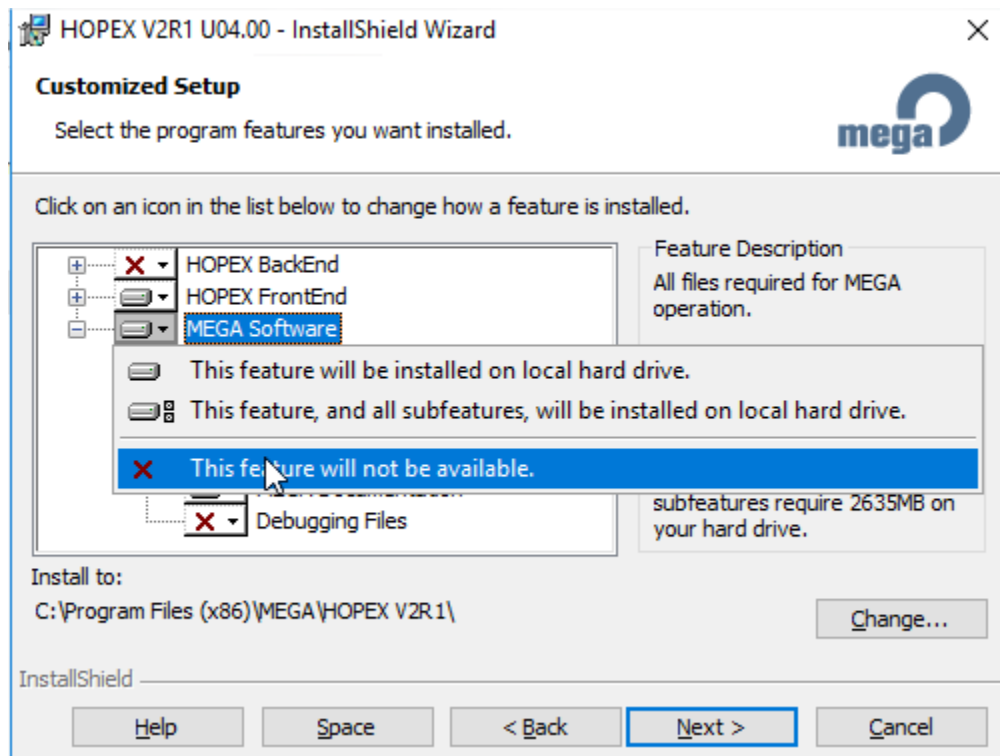 HOPEX V2R1 U04.00 - InstallShield Wizard
Customized Setup
Select the program features you want installed.
mega
Click on an icon in the list below to change how a feature is installed.
HOPEX BackEnd
HOPEX FrontEnd
MEGA Software
Feature Description
All files required for MEGA
operation.
This feature will be installed on local hard drive.
This feature, and all subfeatures, will be installed on local hard drive.
This feature will not be available.
Debugging Files
subfeatures require 2635MB on
your hard drive.
Install to:
C:\Program Files (x86)\MEGA\HOPEX V2R1\
Change...
InstallShield
Help
Space
< Back
Next >
Cancel